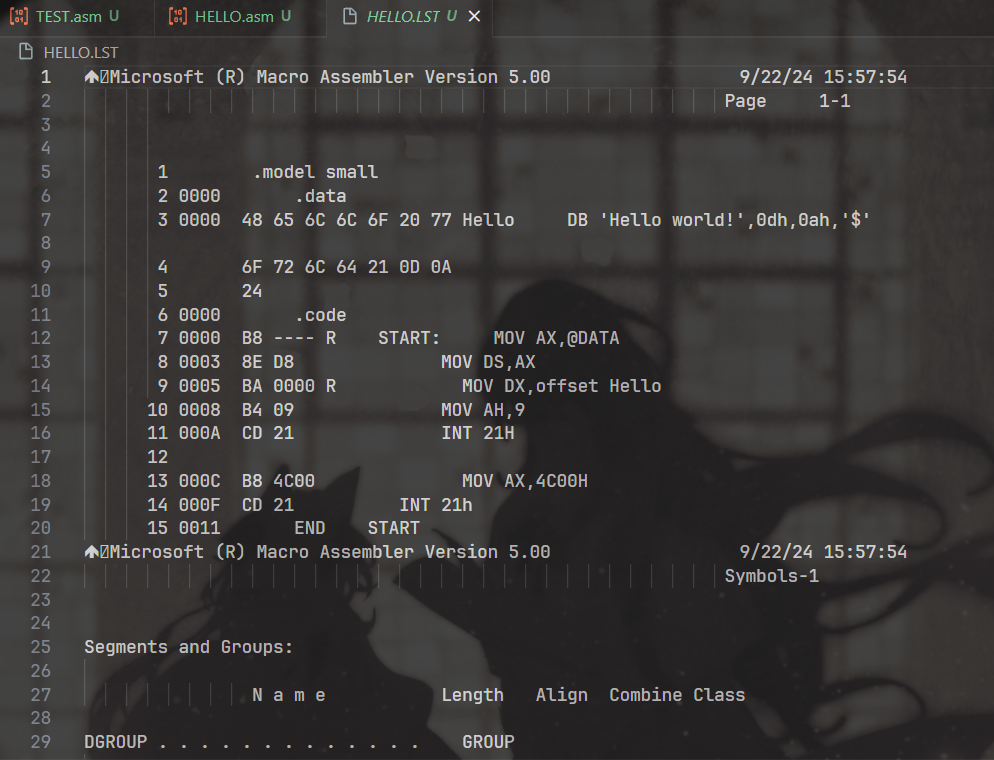 TEST.asm U HELLO.asm U HELLO.LST U
HELLO.LST
1 Microsoft (R) Macro Assembler Version 5.00 9/22/24 15:57:54
2 Page 1-1
3
4
5 1 .model small
6 2 0000 .data
7 3 0000 48 65 6C 6C 6F 20 77 Hello DB 'Hello world!',0dh,0ah,'$'
8
9 4 6F 72 6C 64 21 0D 0A
10 5 24
11 6 0000 .code
12 7 0000 B8 ---- R START: MOV AX,@DATA
13 8 0003 8E D8 MOV DS,AX
14 9 0005 BA 0000 R MOV DX,offset Hello
15 10 0008 B4 09 MOV AH,9
16 11 000A CD 21 INT 21H
17 12
18 13 000C B8 4C00 MOV AX,4C00H
19 14 000F CD 21 INT 21h
20 15 0011 END START
21 Microsoft (R) Macro Assembler Version 5.00 9/22/24 15:57:54
22 Symbols-1
23
24
25 Segments and Groups:
26
27 N a m e Length Align Combine Class
28
29 DGROUP . . . . . . . . . . . . . GROUP